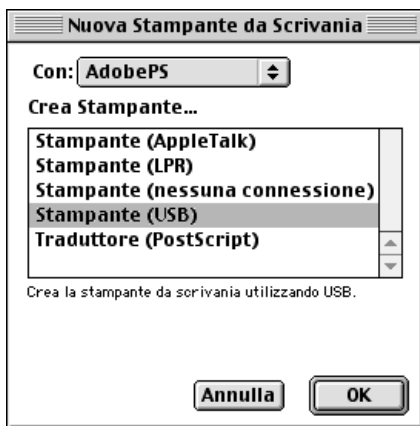 Nuova Stampante da Scrivania
Con: AdobePS
Crea Stampante...
Stampante (AppleTalk)
Stampante (LPR)
Stampante (nessuna connessione)
Stampante (USB)
Traduttore (PostScript)
Crea la stampante da scrivania utilizzando USB.
Annulla OK